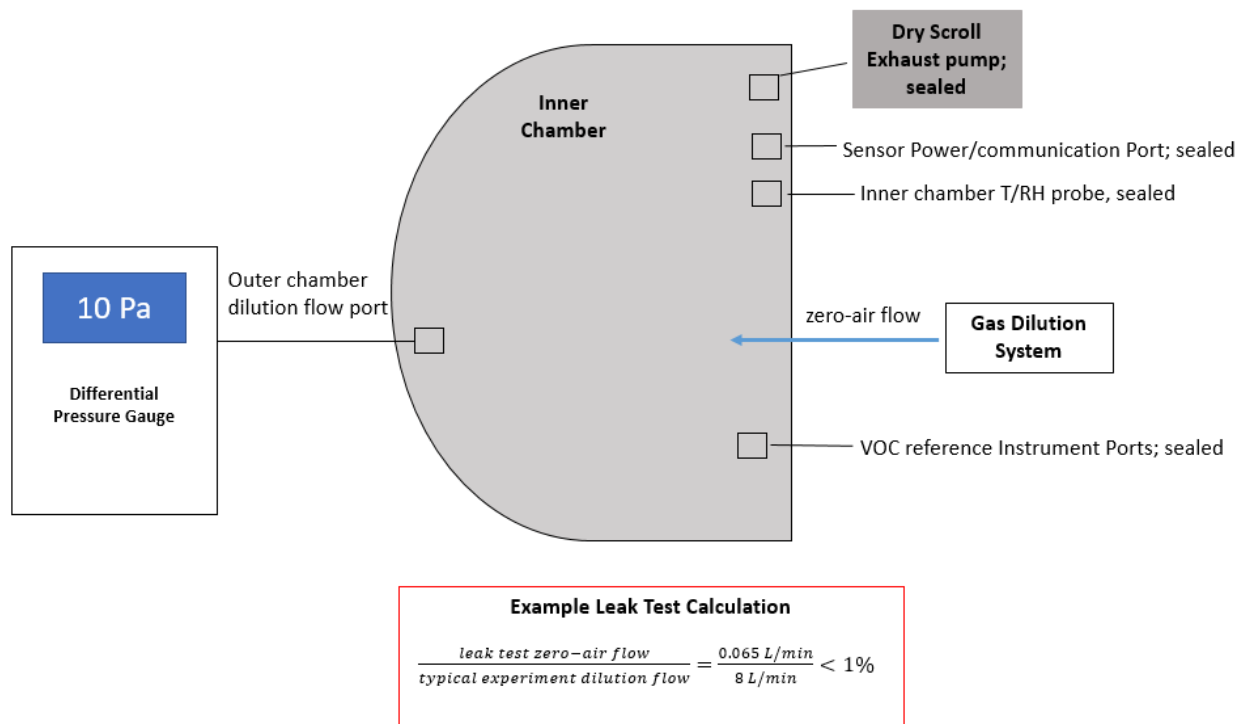 Dry Scroll
Exhaust pump;
sealed
Inner
Chamber
Sensor Power/communication Port; sealed
Inner chamber T/RH probe, sealed
Outer chamber
dilution flow port
10 Pa
Differential
Pressure Gauge
zero-air flow
Gas Dilution
System
VOC reference Instrument Ports; sealed
Example Leak Test Calculation
leak test zero−air flow / typical experiment dilution flow = 0.065 L/min / 8 L/min < 1%